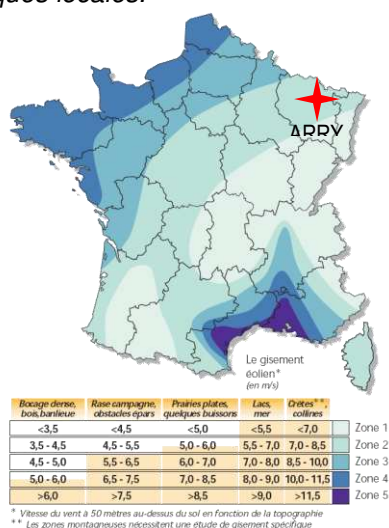 ques locales.
ARRY
Le gisement
éolien*
(en m/s)
Bocage dense, bois, banlieue Rase campagne, obstacles épars Prairies plates, quelques buissons Lacs, mer Crêtes**, collines
<3,5 <4,5 <5,0 <5,5 <7,0 Zone 1
3,5 - 4,5 4,5 - 5,5 5,0 - 6,0 5,5 - 7,0 7,0 - 8,5 Zone 2
4,5 - 5,0 5,5 - 6,5 6,0 - 7,0 7,0 - 8,0 8,5 - 10,0 Zone 3
5,0 - 6,0 6,5 - 7,5 7,0 - 8,5 8,0 - 9,0 10,0 - 11,5 Zone 4
>6,0 >7,5 >8,5 >9,0 >11,5 Zone 5
* Vitesse du vent à 50 mètres au-dessus du sol en fonction de la topographie
** Les zones montagneuses nécessitent une étude de gisement spécifique